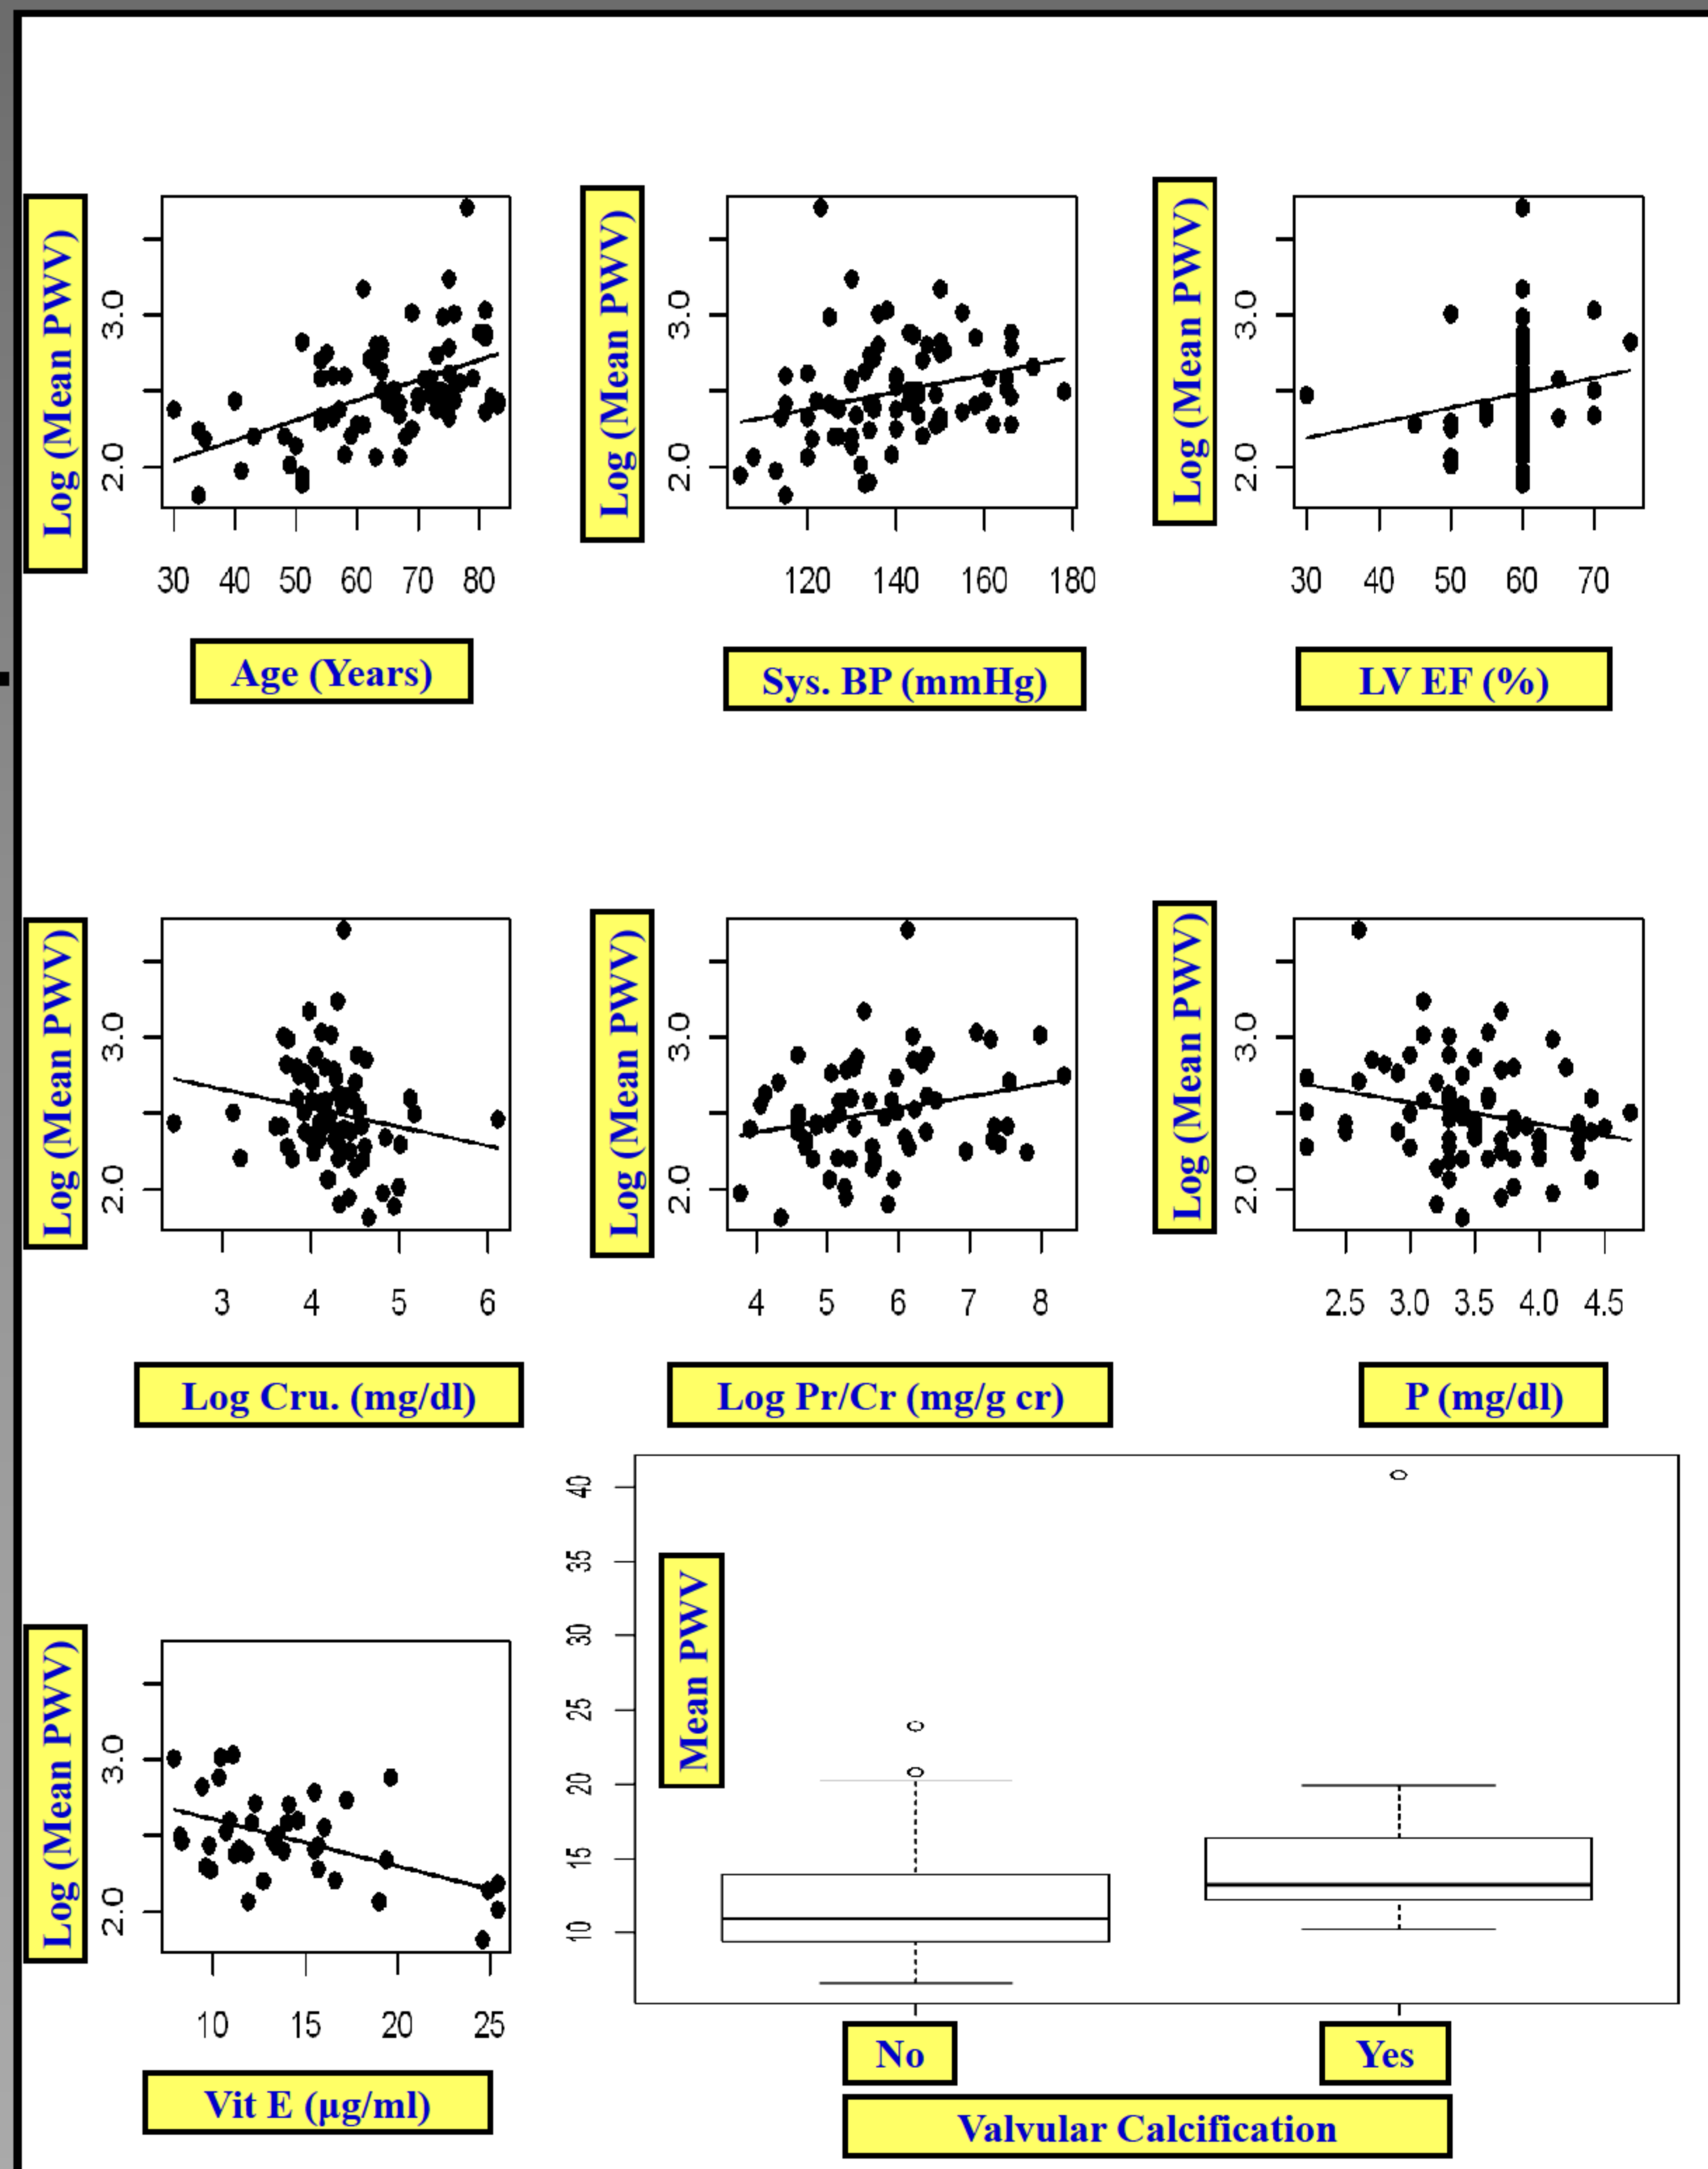 Log (Mean PWV)
3.0
2.0
30 40 50 60 70 80
Age (Years)
Log (Mean PWV)
3.0
2.0
120 140 160 180
Sys. BP (mmHg)
Log (Mean PWV)
3.0
2.0
30 40 50 60 70
LV EF (%)
Log (Mean PWV)
3.0
2.0
3 4 5 6
Log Cru. (mg/dl)
Log (Mean PWV)
3.0
2.0
4 5 6 7 8
Log Pr/Cr (mg/g cr)
Log (Mean PWV)
3.0
2.0
2.5 3.0 3.5 4.0 4.5
P (mg/dl)
Log (Mean PWV)
3.0
2.0
10 15 20 25
Vit E (µg/ml)
Mean PWV
40
35
30
25
20
15
10
No Yes
Valvular Calcification